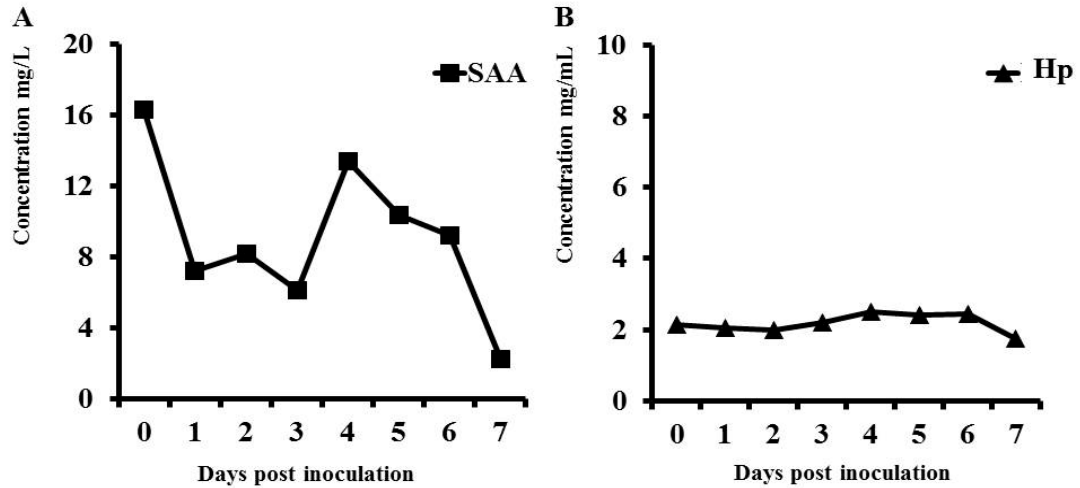 A
Concentration mg/L
20
16
12
8
4
0
SAA
0 1 2 3 4 5 6 7
Days post inoculation
B
Concentration mg/mL
10
8
6
4
2
0
Hp
0 1 2 3 4 5 6 7
Days post inoculation